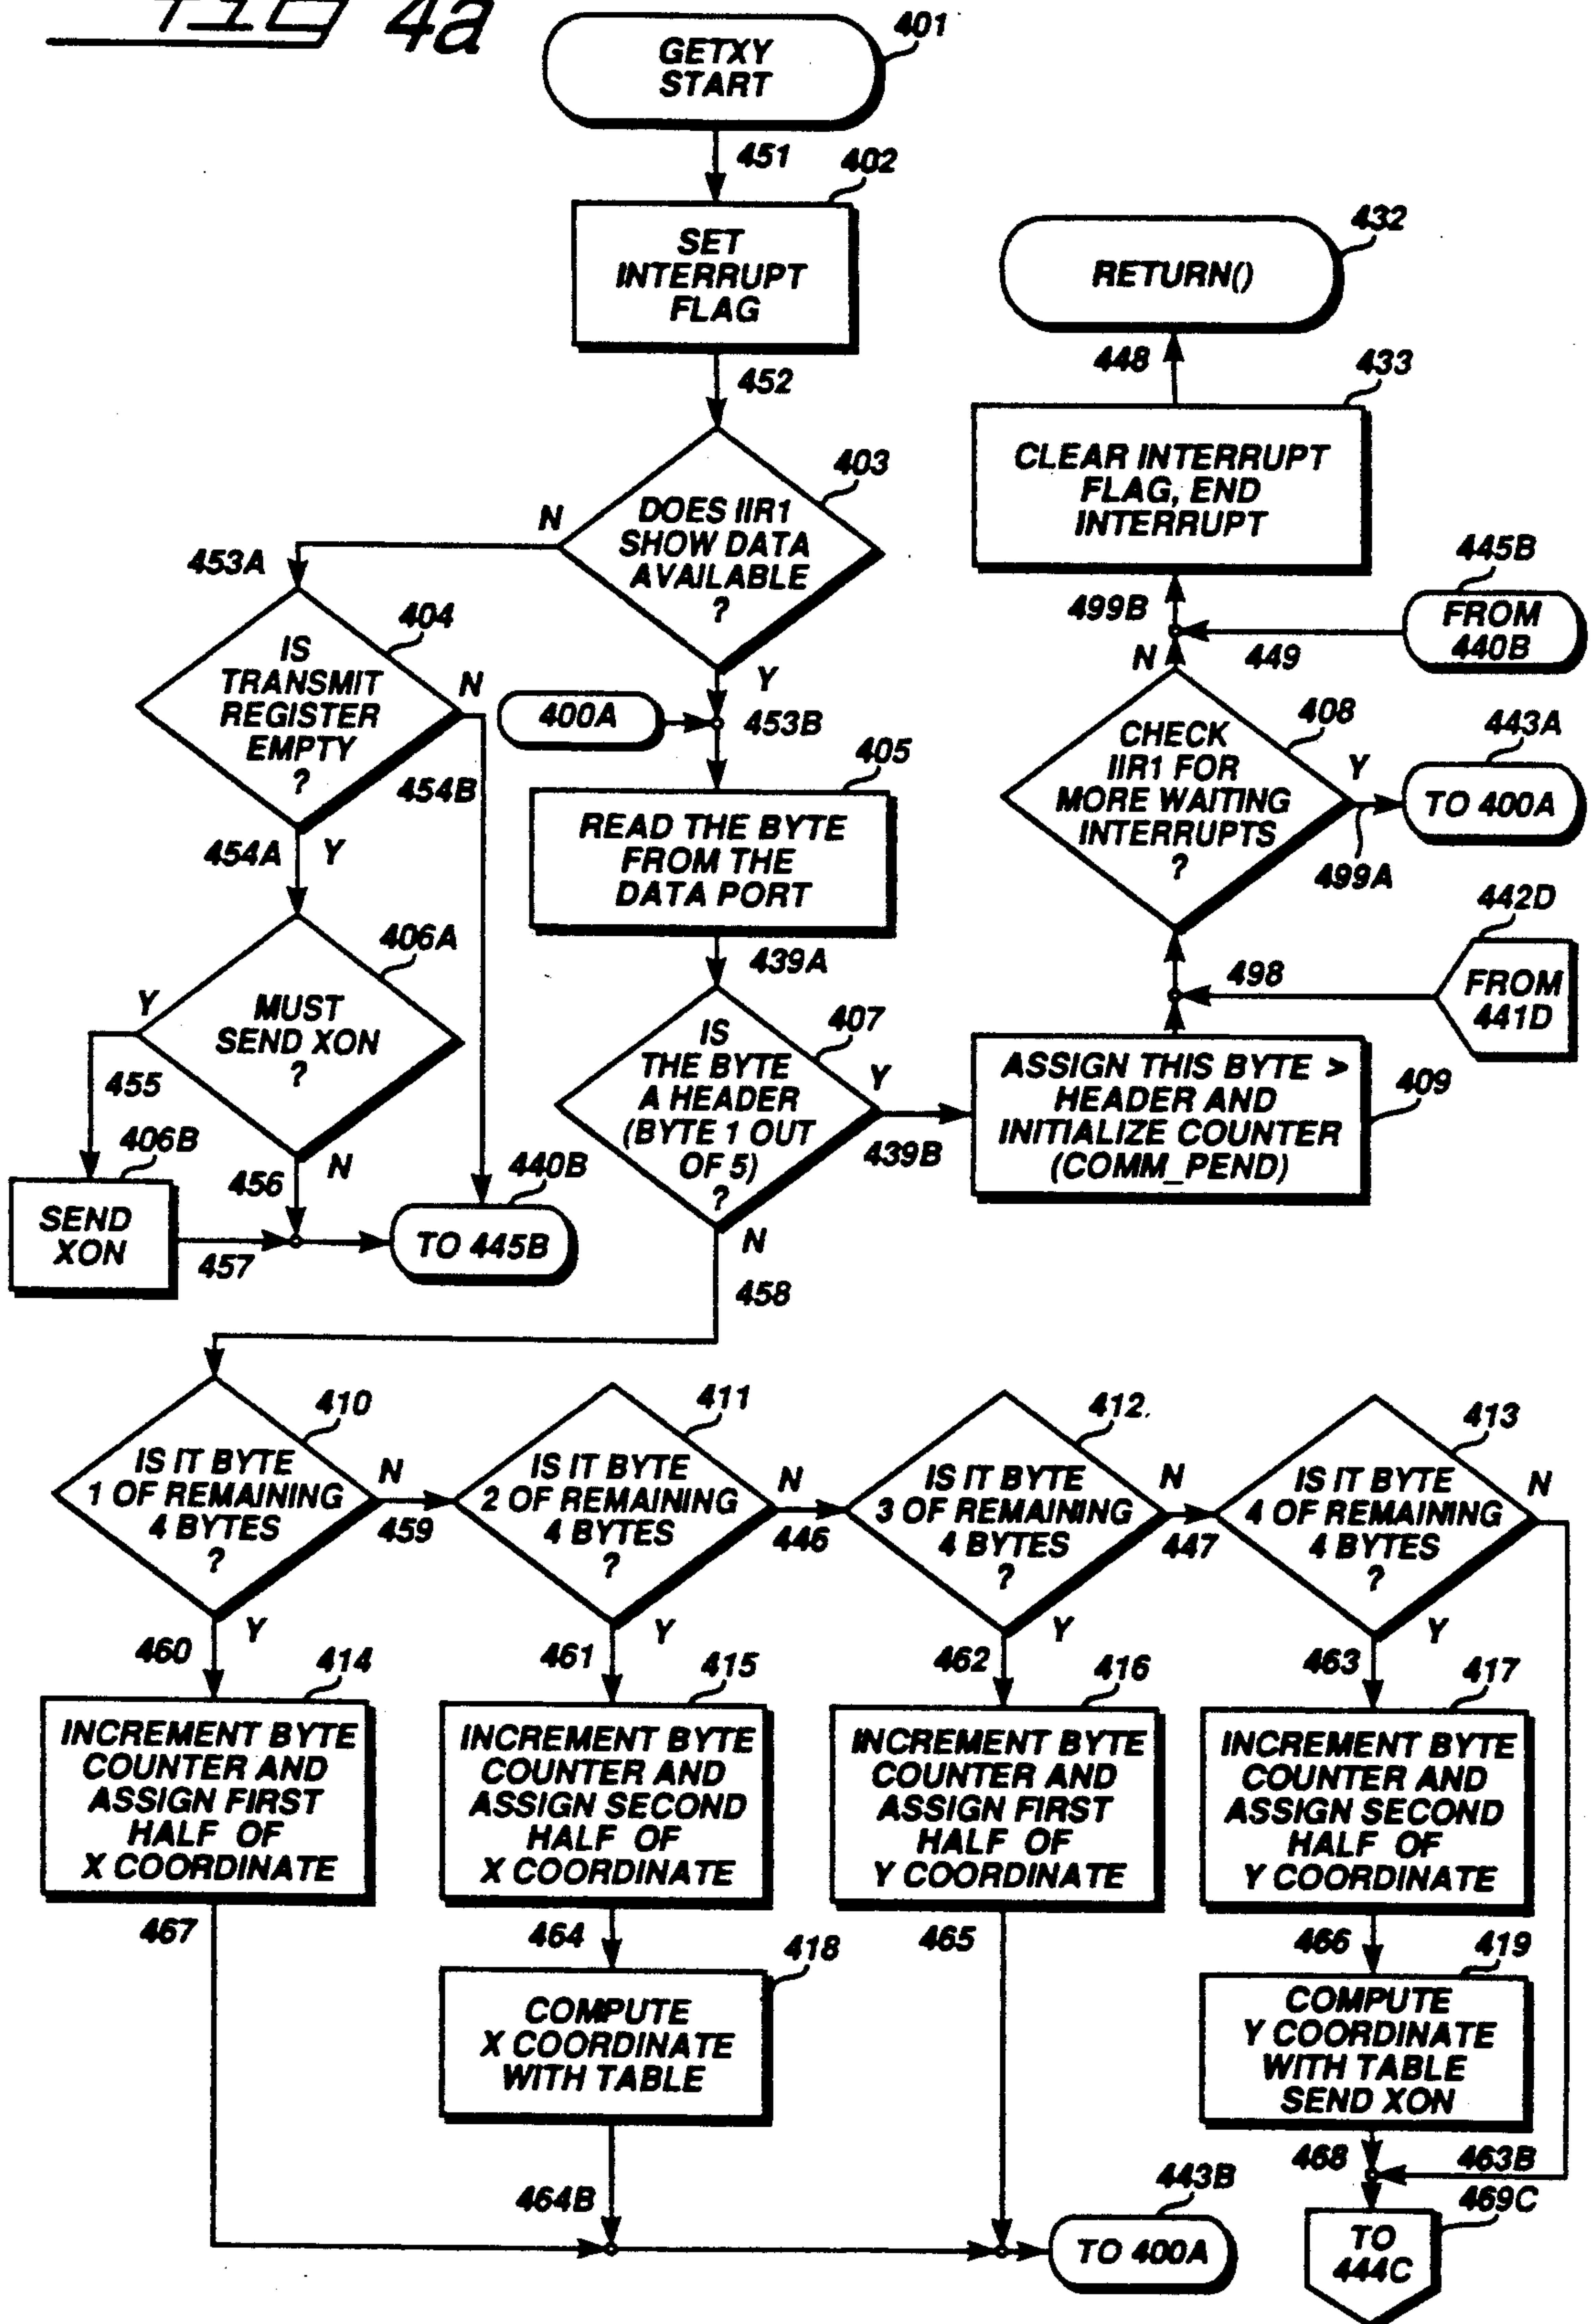 FIG 4a
GETXY
START
401
451
402
SET
INTERRUPT
FLAG
452
432
RETURN()
448
433
CLEAR INTERRUPT
FLAG, END
INTERRUPT
403
DOES IIR1
SHOW DATA
AVAILABLE
?
N
Y
453A
453B
400A
404
IS
TRANSMIT
REGISTER
EMPTY
?
N
454B
454A
Y
445B
FROM
440B
499B
449
N
408
CHECK
IIR1 FOR
MORE WAITING
INTERRUPTS
?
Y
499A
443A
TO 400A
405
READ THE BYTE
FROM THE
DATA PORT
439A
406A
MUST
SEND XON
?
Y
455
406B
SEND
XON
457
456
N
440B
TO 445B
407
IS
THE BYTE
A HEADER
(BYTE 1 OUT
OF 5)
?
Y
439B
N
458
442D
FROM
441D
498
ASSIGN THIS BYTE >
HEADER AND
INITIALIZE COUNTER
(COMM_PEND)
409
410
IS IT BYTE
1 OF REMAINING
4 BYTES
?
N
459
Y
460
411
IS IT BYTE
2 OF REMAINING
4 BYTES
?
N
446
Y
461
412
IS IT BYTE
3 OF REMAINING
4 BYTES
?
N
447
Y
462
413
IS IT BYTE
4 OF REMAINING
4 BYTES
?
N
Y
463
414
INCREMENT BYTE
COUNTER AND
ASSIGN FIRST
HALF OF
X COORDINATE
467
415
INCREMENT BYTE
COUNTER AND
ASSIGN SECOND
HALF OF
X COORDINATE
464
416
INCREMENT BYTE
COUNTER AND
ASSIGN FIRST
HALF OF
Y COORDINATE
465
417
INCREMENT BYTE
COUNTER AND
ASSIGN SECOND
HALF OF
Y COORDINATE
466
418
COMPUTE
X COORDINATE
WITH TABLE
464B
419
COMPUTE
Y COORDINATE
WITH TABLE
SEND XON
468
463B
443B
TO 400A
469C
TO
444C